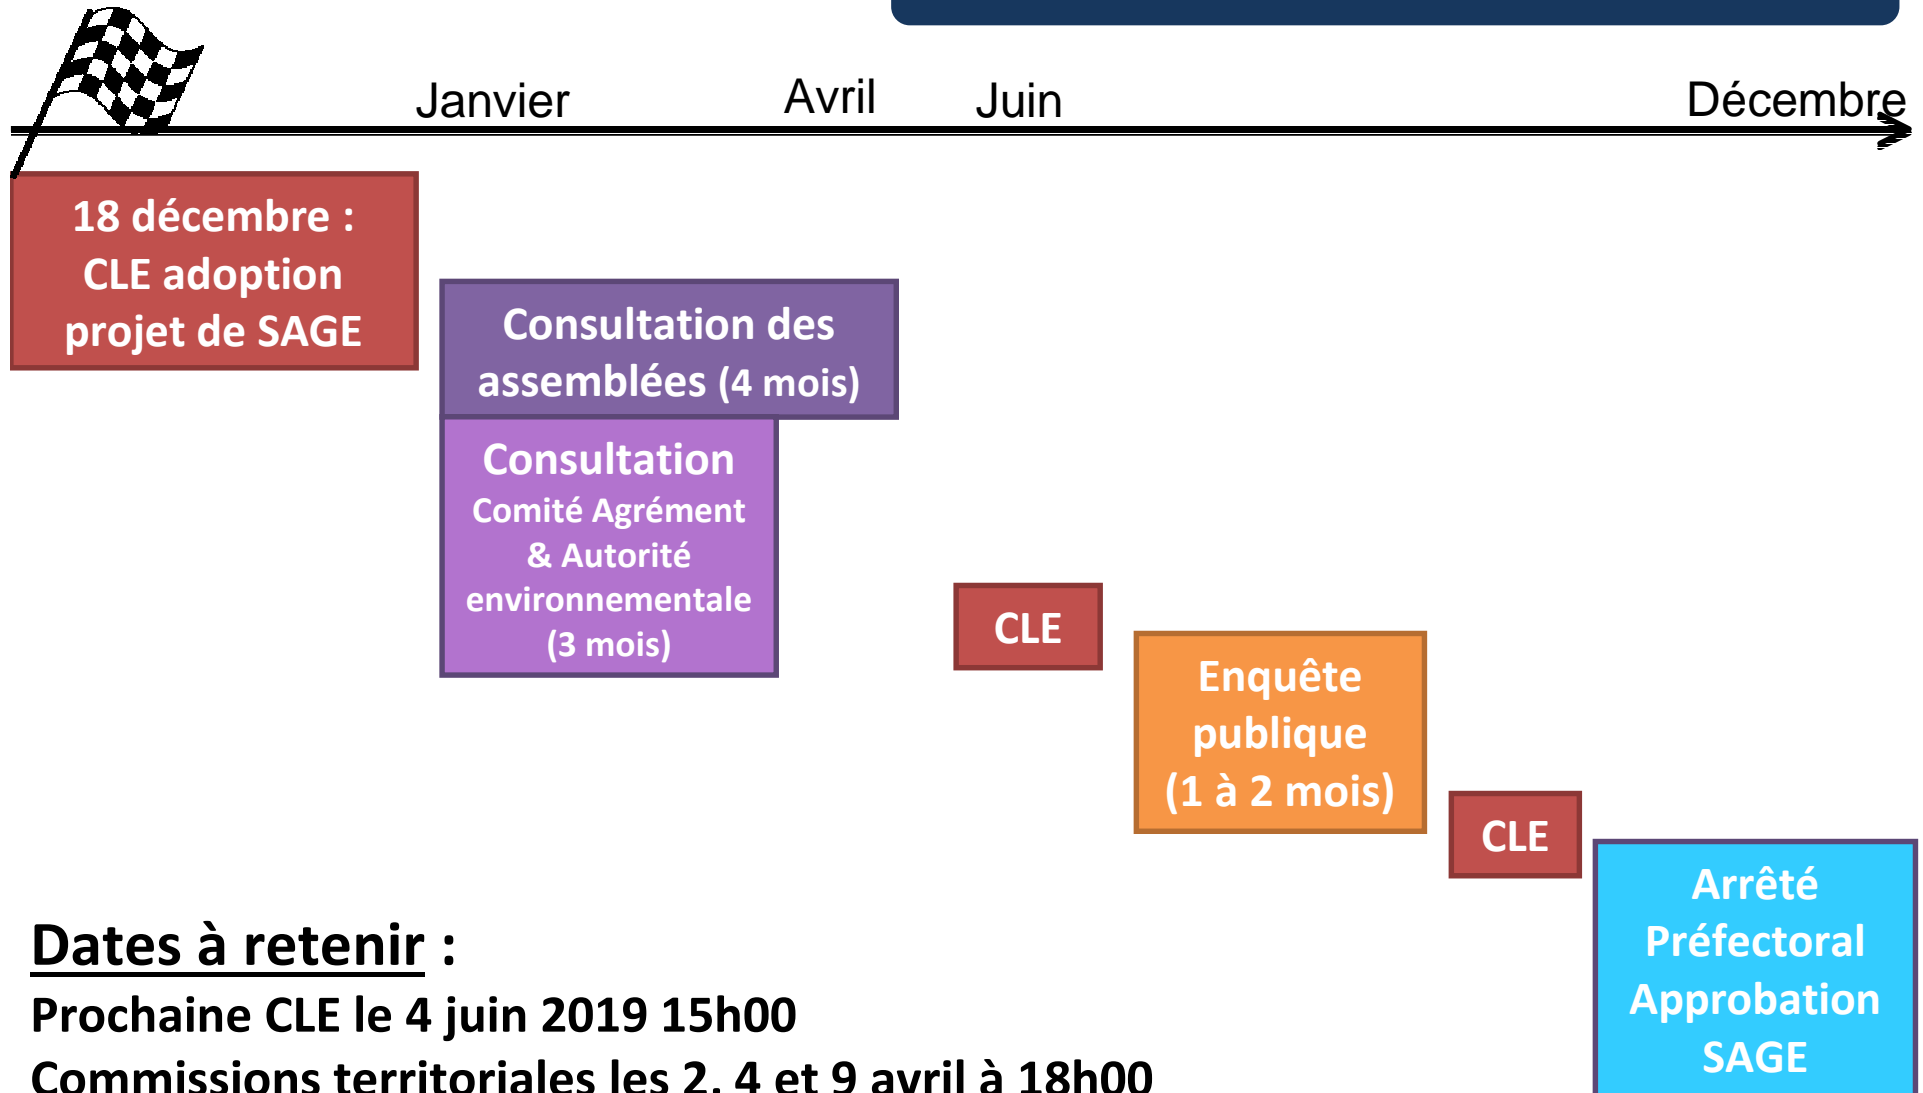 Janvier
Avril
Juin
Décembre
18 décembre :
CLE adoption
projet de SAGE
Consultation des
assemblées (4 mois)
Consultation
Comité Agrément
& Autorité
environnementale
(3 mois)
CLE
Enquête
publique
(1 à 2 mois)
CLE
Arrêté
Préfectoral
Approbation
SAGE
Dates à retenir :
Prochaine CLE le 4 juin 2019 15h00
Commissions territoriales les 2, 4 et 9 avril à 18h00